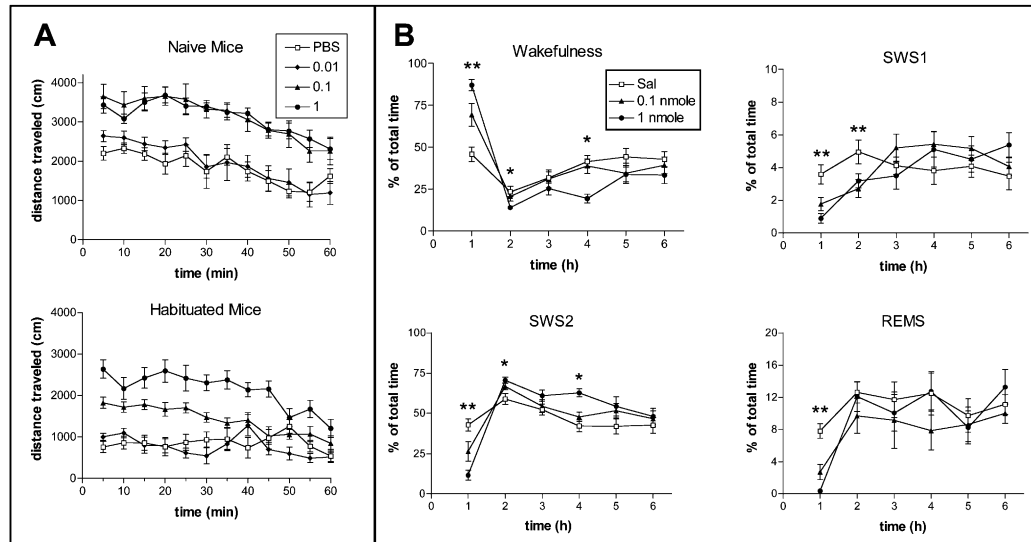 A
Naive Mice
PBS
0.01
0.1
1
distance traveled (cm)
4000
3000
2000
1000
0
0 10 20 30 40 50 60
time (min)
Habituated Mice
distance traveled (cm)
4000
3000
2000
1000
0
0 10 20 30 40 50 60
time (min)
B
Wakefulness
Sal
0.1 nmole
1 nmole
% of total time
100
75
50
25
0
** * *
0 1 2 3 4 5 6
time (h)
SWS1
% of total time
6
4
2
0
** **
0 1 2 3 4 5 6
time (h)
SWS2
% of total time
100
75
50
25
0
** * *
0 1 2 3 4 5 6
time (h)
REMS
% of total time
16
12
8
4
0
**
0 1 2 3 4 5 6
time (h)